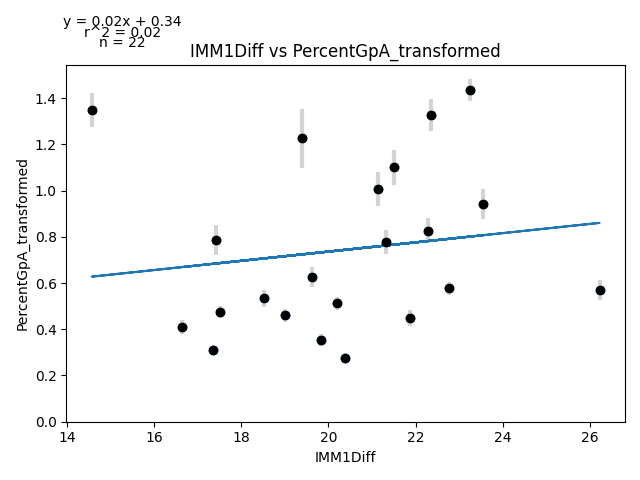 y = 0.02x + 0.34
r^2 = 0.02
n = 22
IMM1Diff vs PercentGpA_transformed
PercentGpA_transformed
1.4
1.2
1.0
0.8
0.6
0.4
0.2
0.0
14
16
18
20
22
24
26
IMM1Diff